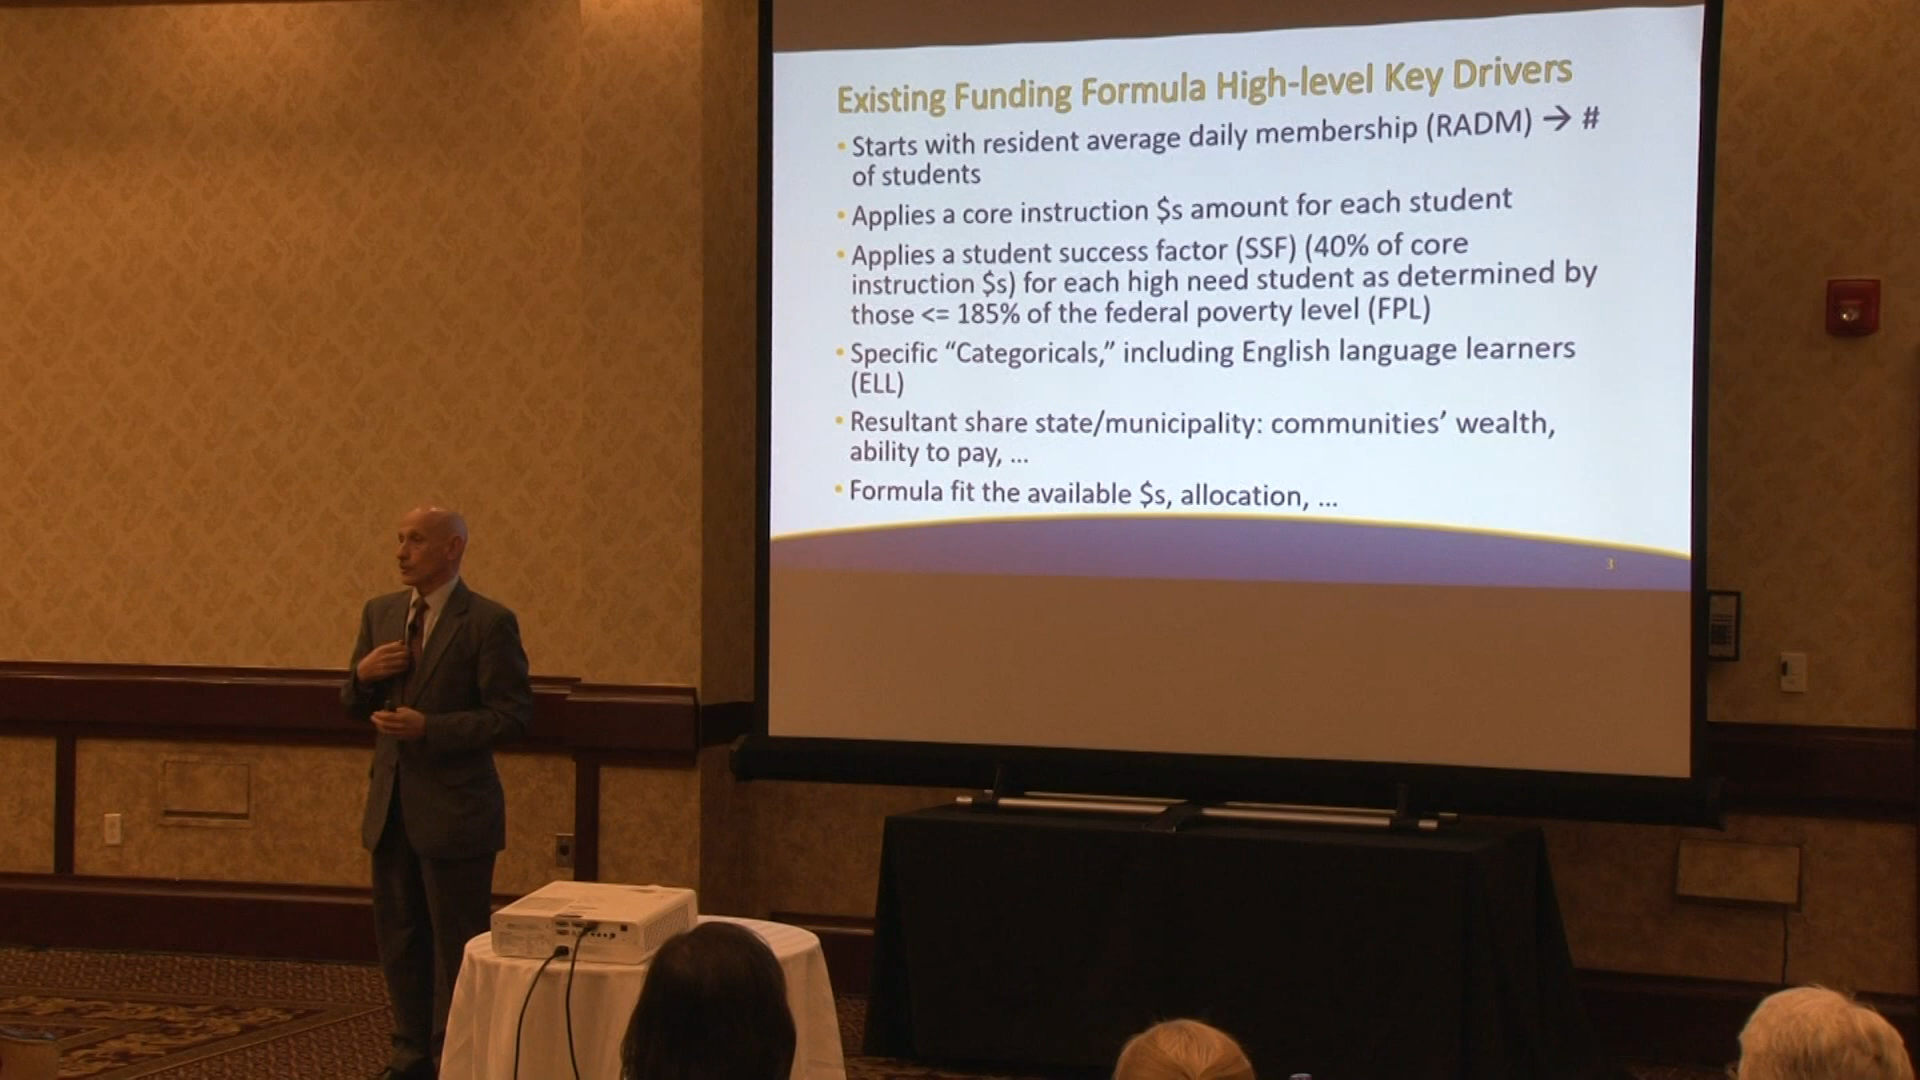 Existing Funding Formula High-level Key Drivers
• Starts with resident average daily membership (RADM) → #
of students
• Applies a core instruction $s amount for each student
• Applies a student success factor (SSF) (40% of core
instruction $s) for each high need student as determined by
those <= 185% of the federal poverty level (FPL)
• Specific “Categoricals,” including English language learners
(ELL)
• Resultant share state/municipality: communities’ wealth,
ability to pay, ...
• Formula fit the available $s, allocation, ...
3